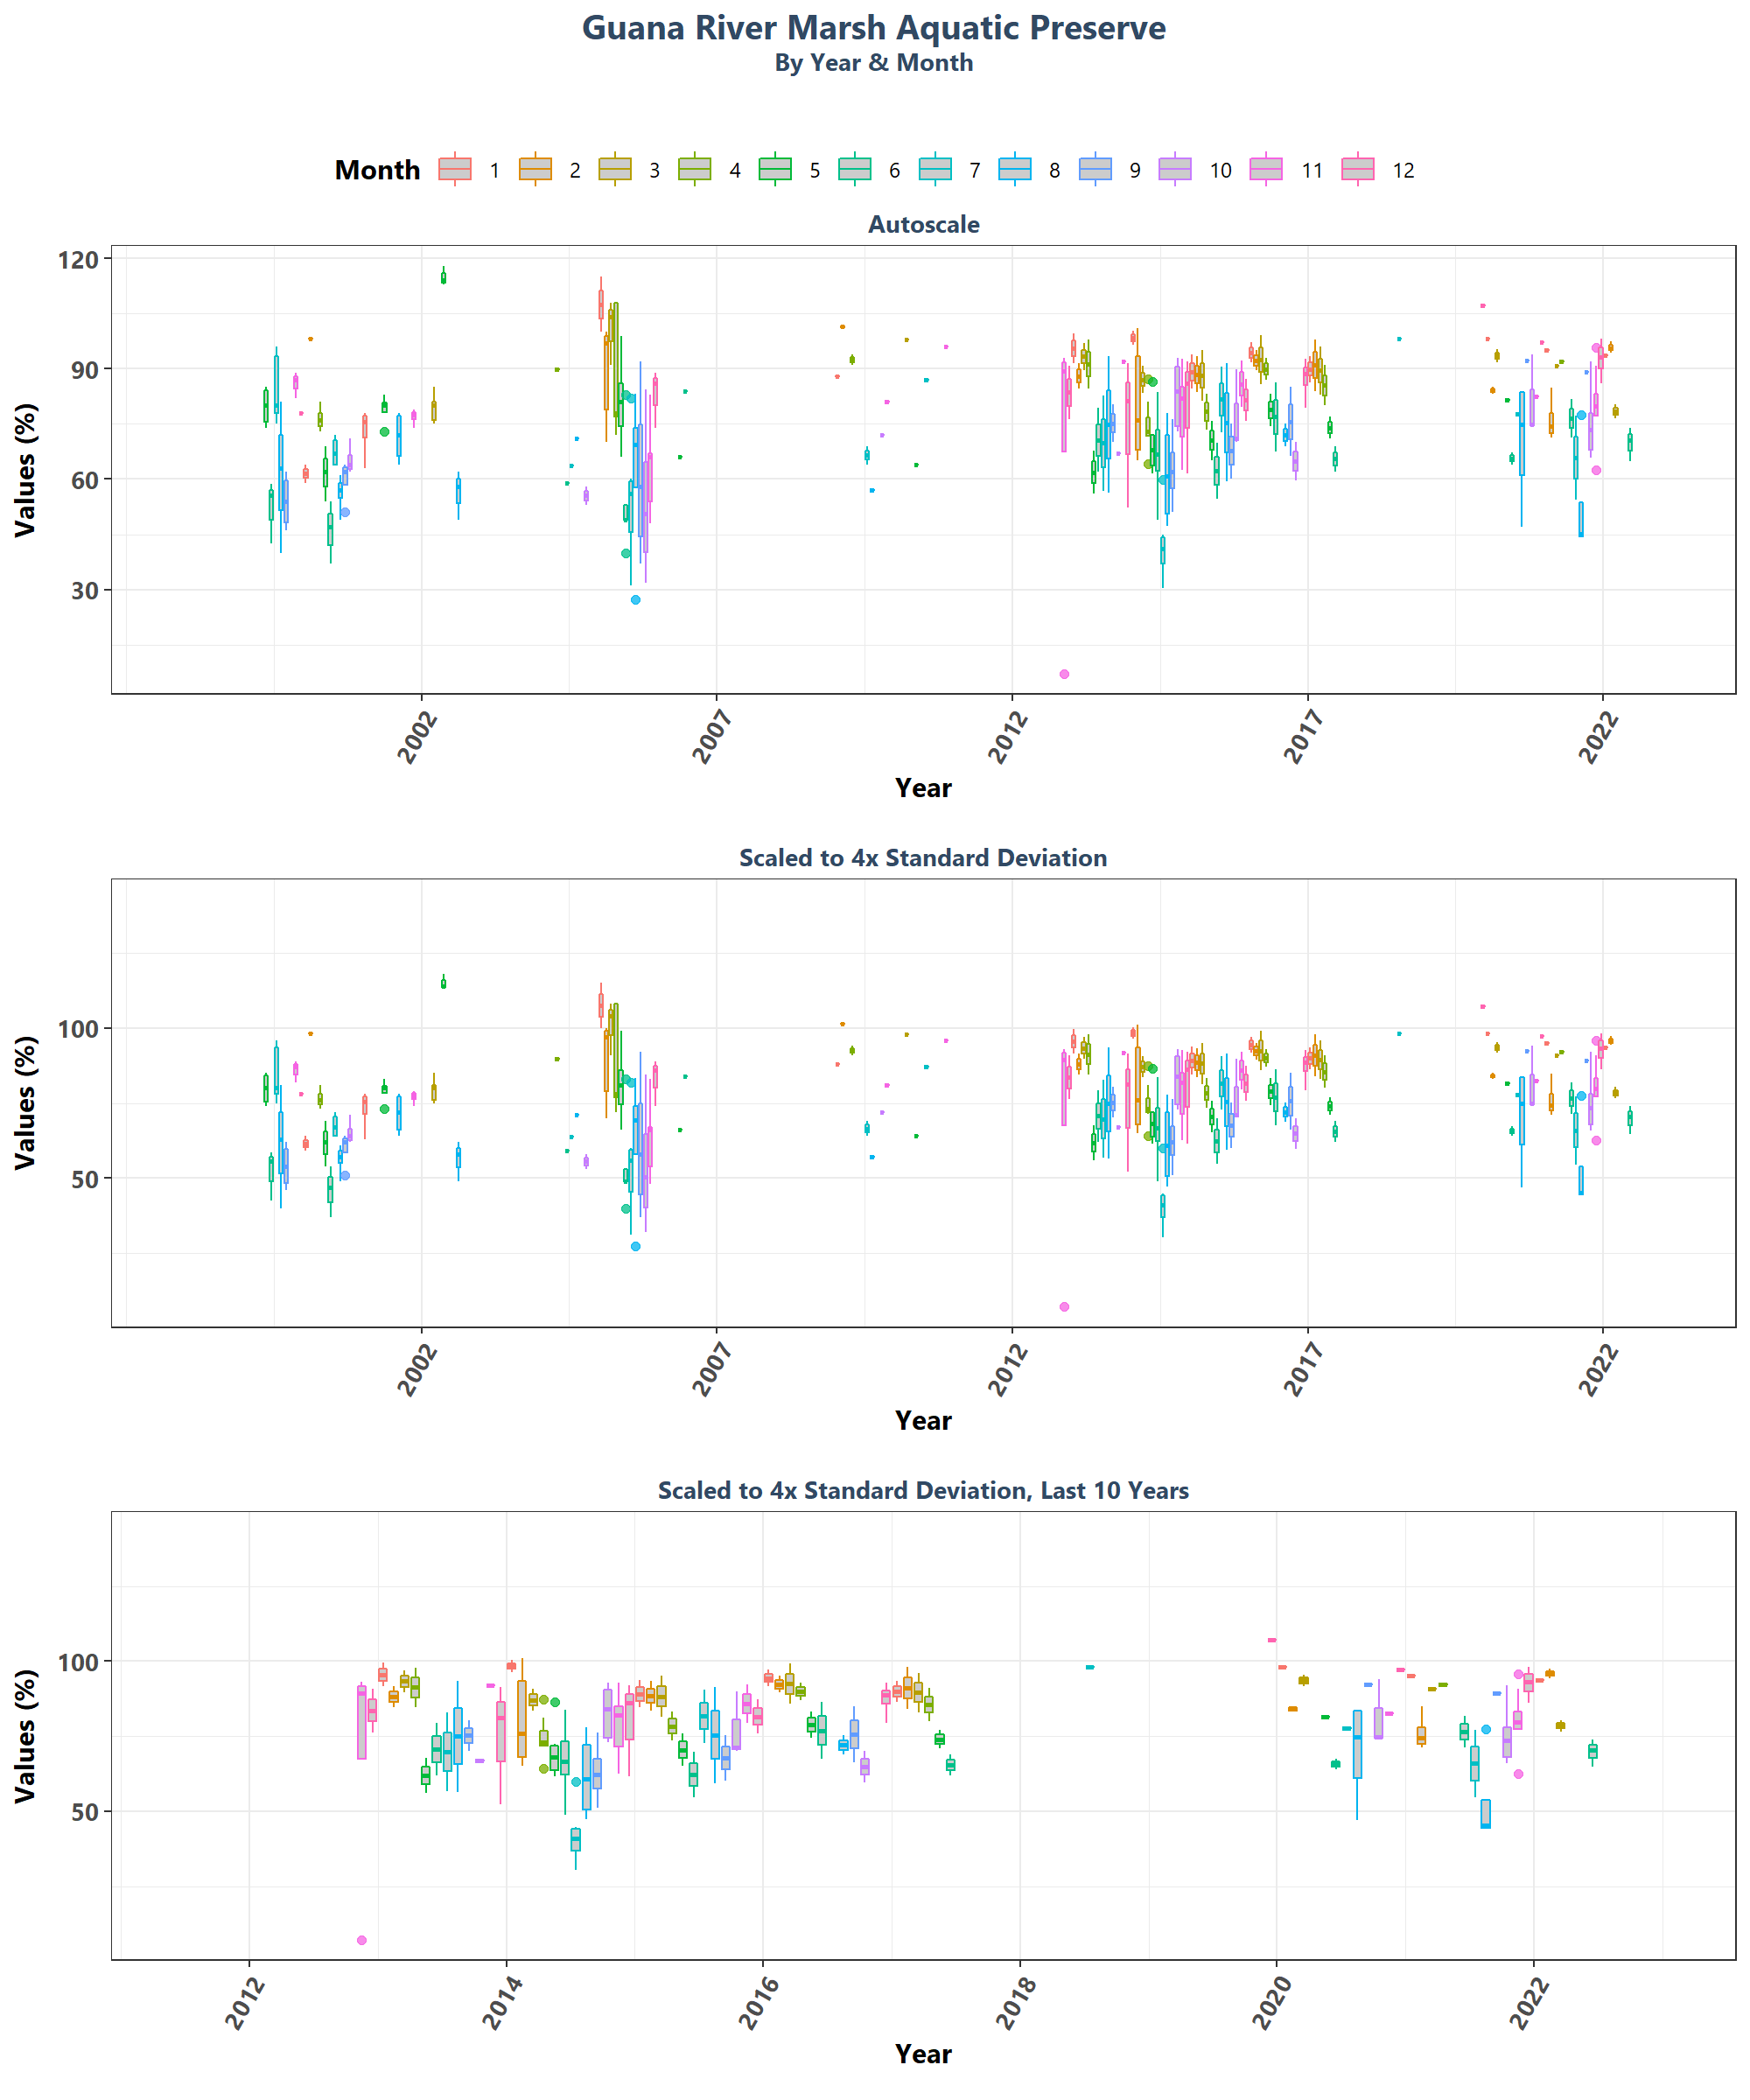 Guana River Marsh Aquatic Preserve
By Year & Month
Month 1 2 3 4 5 6 7 8 9 10 11 12
Autoscale
120
90
60
30
Values (%)
2002 2007 2012 2017 2022
Year
Scaled to 4x Standard Deviation
100
50
Values (%)
2002 2007 2012 2017 2022
Year
Scaled to 4x Standard Deviation, Last 10 Years
100
50
Values (%)
2012 2014 2016 2018 2020 2022
Year